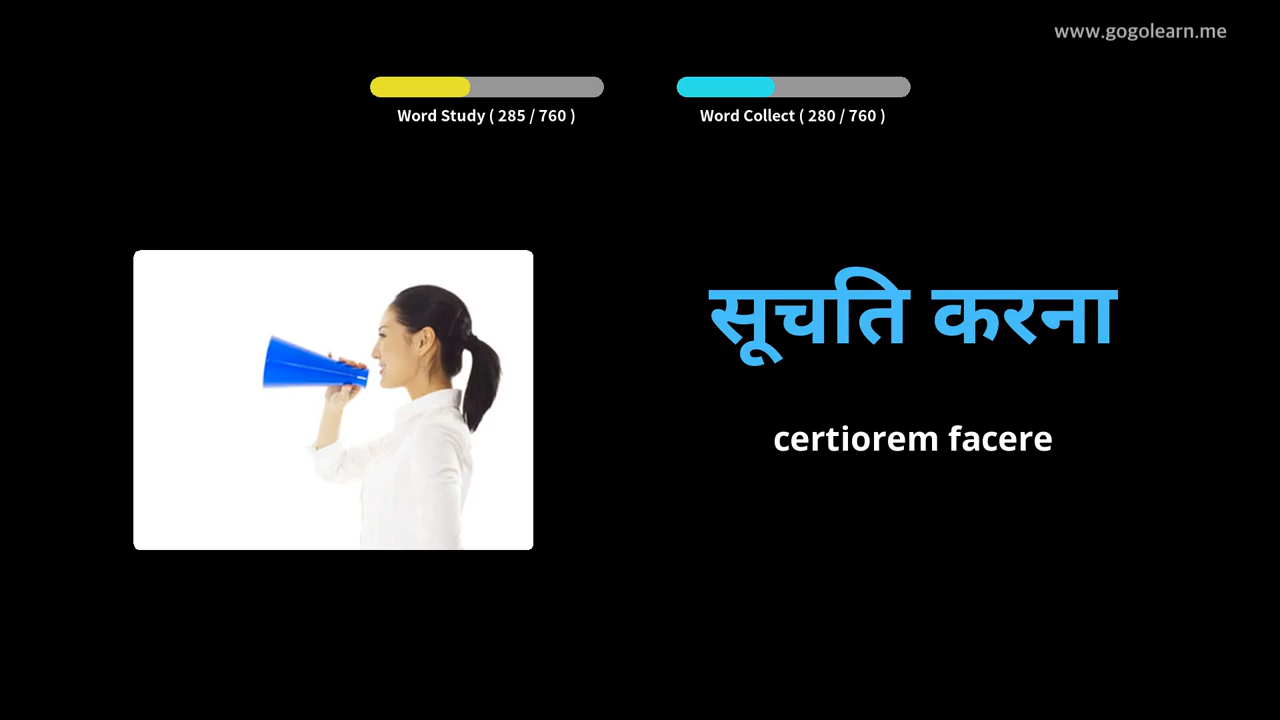 www.gogolearn.me
Word Study ( 285 / 760 )
Word Collect ( 280 / 760 )
सूचति करना
certiorem facere